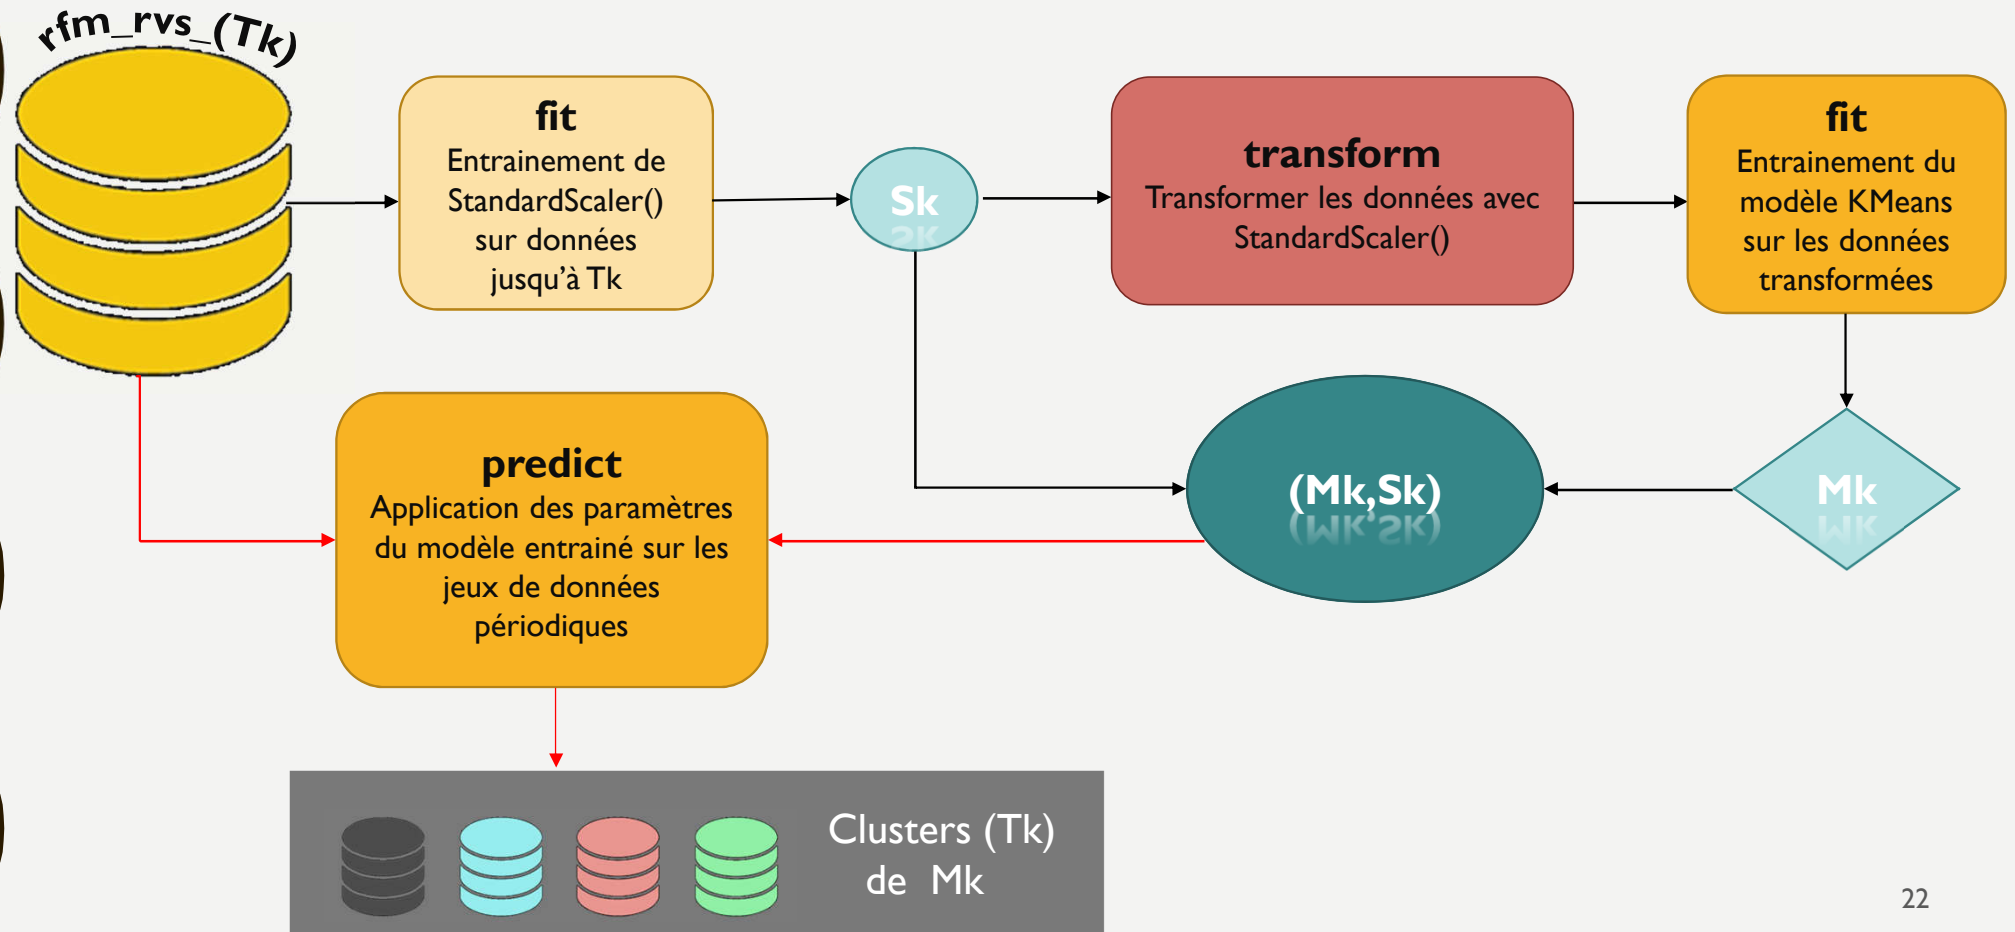 rfm_rvs_(Tk)
fit
Entrainement de
StandardScaler()
sur données
jusqu'à Tk
Sk
transform
Transformer les données avec
StandardScaler()
fit
Entrainement du
modèle KMeans
sur les données
transformées
predict
Application des paramètres
du modèle entrainé sur les
jeux de données
périodiques
(Mk,Sk)
Mk
Clusters (Tk)
de Mk
22